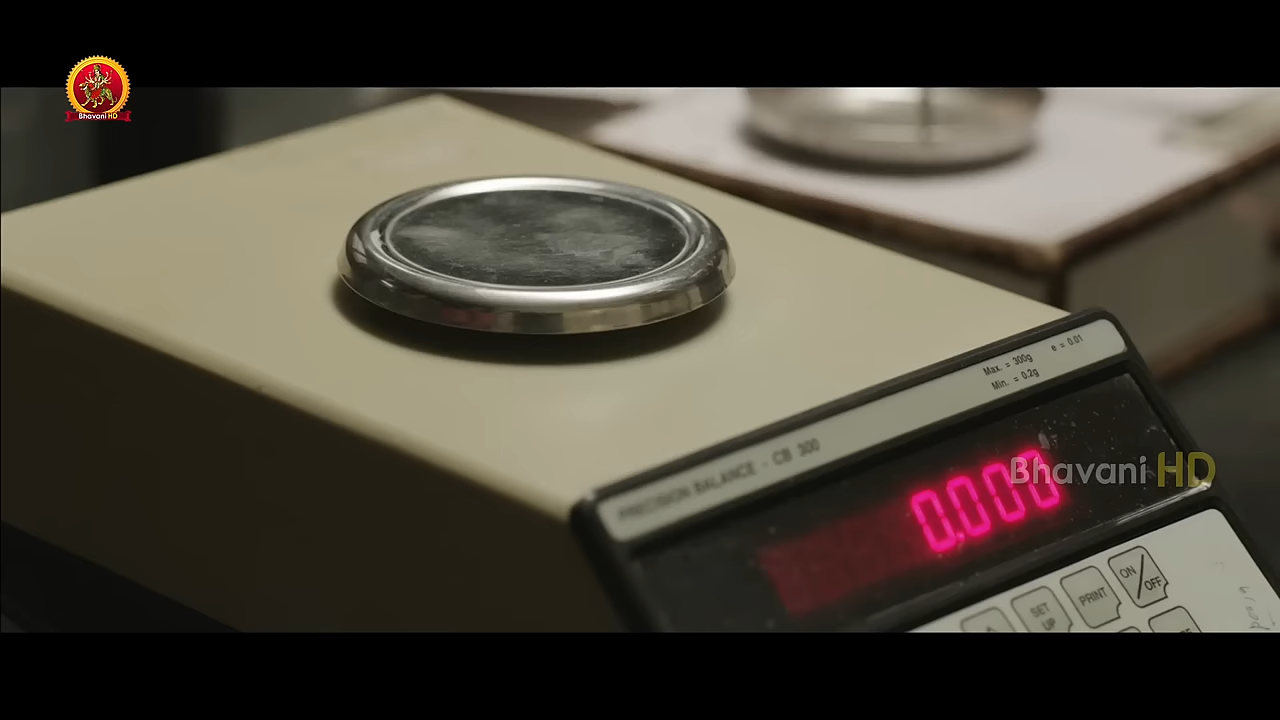 Bhavani HD
Max. = 300g e = 0.01
Min. = 0.2g
PRECISION BALANCE - CB 300
0.000
Bhavani HD
ON/OFF
PRINT
SET
UP